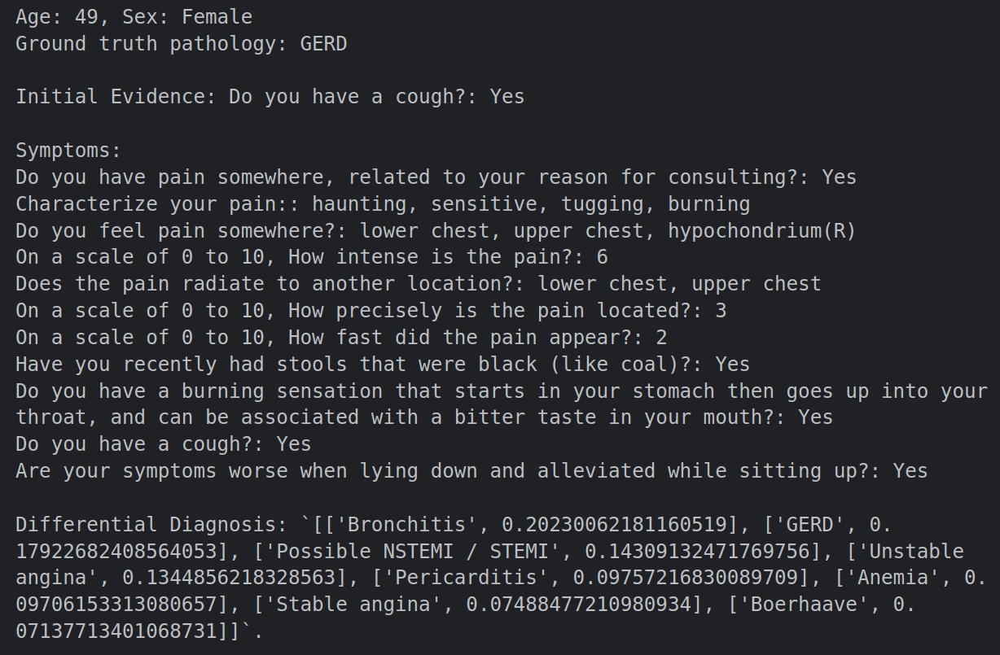 Age: 49, Sex: Female
Ground truth pathology: GERD
Initial Evidence: Do you have a cough?: Yes
Symptoms:
Do you have pain somewhere, related to your reason for consulting?: Yes
Characterize your pain:: haunting, sensitive, tugging, burning
Do you feel pain somewhere?: lower chest, upper chest, hypochondrium(R)
On a scale of 0 to 10, How intense is the pain?: 6
Does the pain radiate to another location?: lower chest, upper chest
On a scale of 0 to 10, How precisely is the pain located?: 3
On a scale of 0 to 10, How fast did the pain appear?: 2
Have you recently had stools that were black (like coal)?: Yes
Do you have a burning sensation that starts in your stomach then goes up into your
throat, and can be associated with a bitter taste in your mouth?: Yes
Do you have a cough?: Yes
Are your symptoms worse when lying down and alleviated while sitting up?: Yes
Differential Diagnosis: `[['Bronchitis', 0.20230062181160519], ['GERD', 0.
17922682408564053], ['Possible NSTEMI / STEMI', 0.14309132471769756], ['Unstable
angina', 0.1344856218328563], ['Pericarditis', 0.09757216830089709], ['Anemia', 0.
09706153313080657], ['Stable angina', 0.07488477210980934], ['Boerhaave', 0.
07137713401068731]]`.